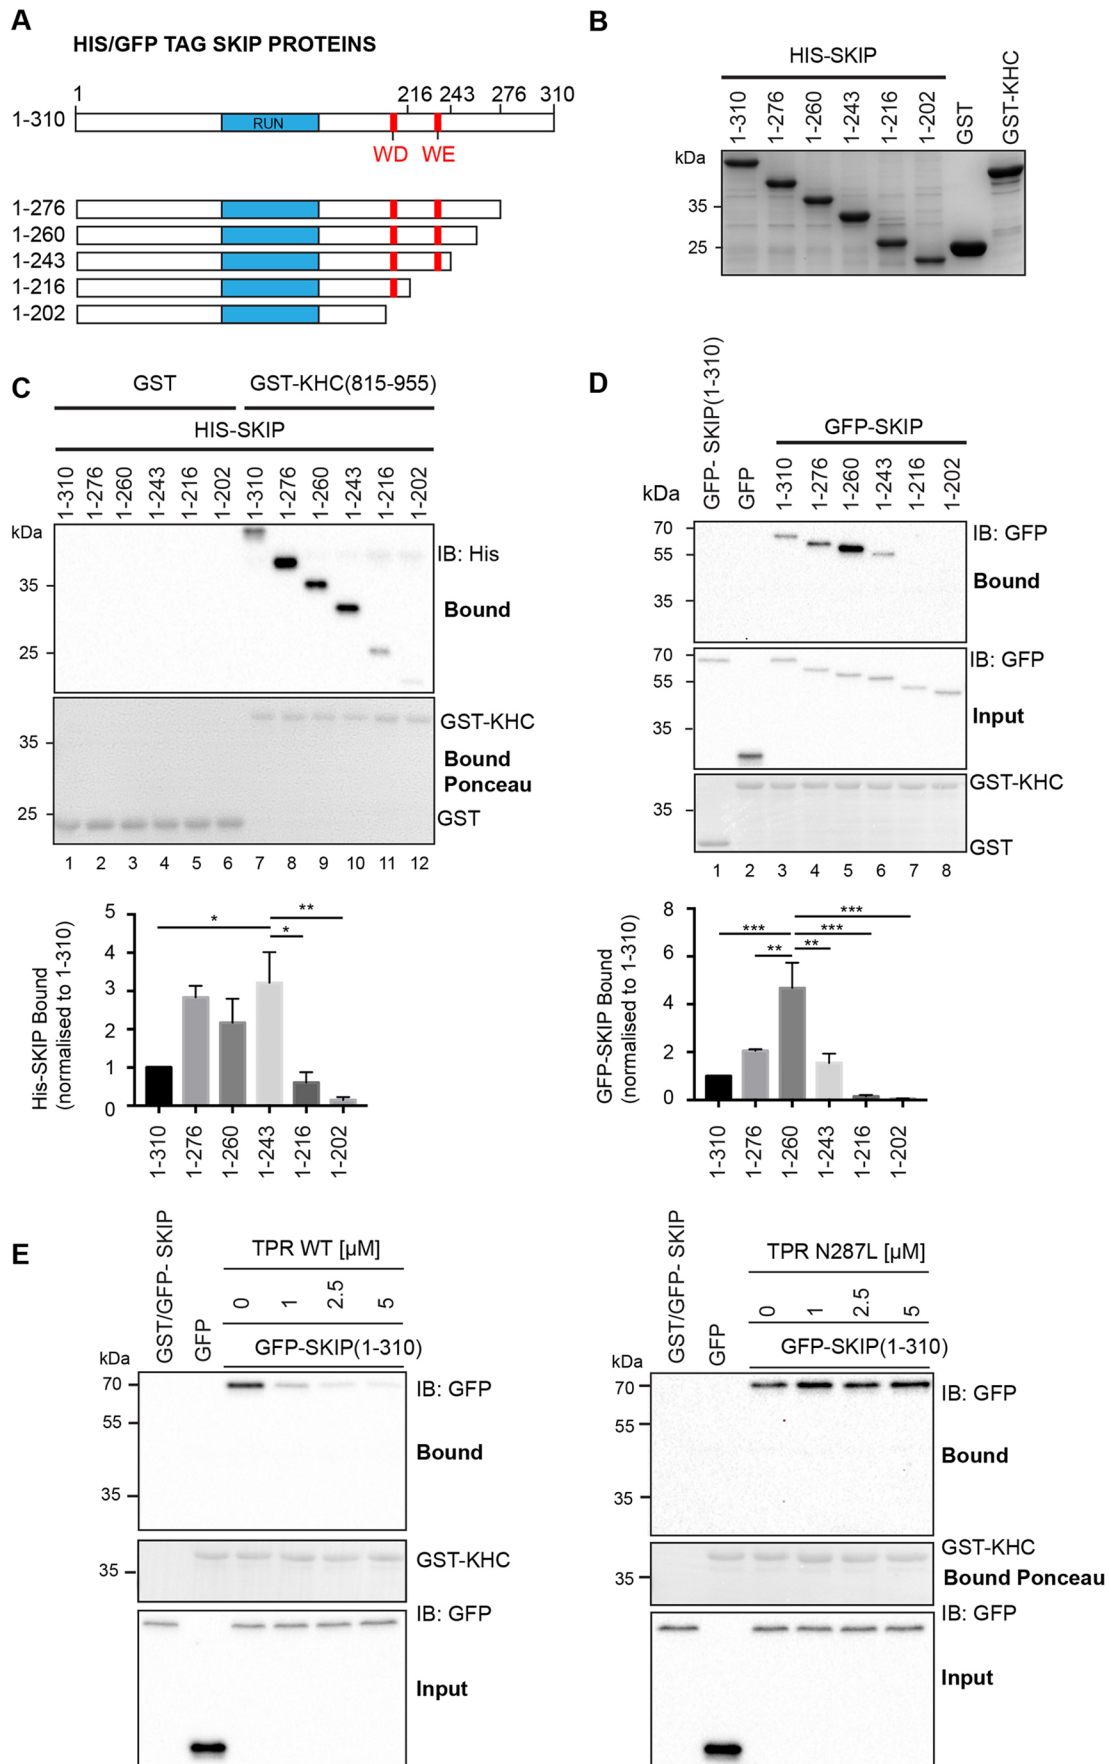 A
HIS/GFP TAG SKIP PROTEINS
1 216 243 276 310
1-310 RUN
WD WE
1-276
1-260
1-243
1-216
1-202
B
HIS-SKIP
1-310 1-276 1-260 1-243 1-216 1-202 GST GST-KHC
kDa
35
25
C
GST GST-KHC(815-955)
HIS-SKIP
1-310 1-276 1-260 1-243 1-216 1-202 1-310 1-276 1-260 1-243 1-216 1-202
kDa
IB: His
35
Bound
25
GST-KHC
35
Bound
Ponceau
25
GST
1 2 3 4 5 6 7 8 9 10 11 12
His-SKIP Bound
(normalised to 1-310)
5
4
3
2
1
0
* ** *
1-310 1-276 1-260 1-243 1-216 1-202
D
GFP- SKIP(1-310) GFP
GFP-SKIP
1-310 1-276 1-260 1-243 1-216 1-202
kDa
70
IB: GFP
55
Bound
35
70
IB: GFP
55
Input
35
GST-KHC
35
GST
1 2 3 4 5 6 7 8
GFP-SKIP Bound
(normalised to 1-310)
8
6
4
2
0
***
*** ***
** **
1-310 1-276 1-260 1-243 1-216 1-202
E
GST/GFP- SKIP GFP
TPR WT [µM]
0 1 2.5 5
GFP-SKIP(1-310)
kDa
70
IB: GFP
55
Bound
35
GST-KHC
35
IB: GFP
Input
GST/GFP- SKIP GFP
TPR N287L [µM]
0 1 2.5 5
GFP-SKIP(1-310)
kDa
70
IB: GFP
55
Bound
35
GST-KHC
35
Bound Ponceau
IB: GFP
Input